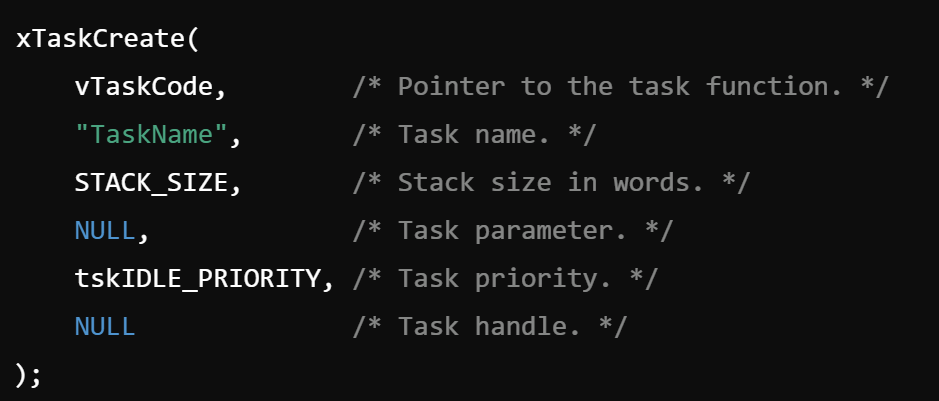 xTaskCreate(
    vTaskCode,        /* Pointer to the task function. */
    "TaskName",       /* Task name. */
    STACK_SIZE,       /* Stack size in words. */
    NULL,             /* Task parameter. */
    tskIDLE_PRIORITY, /* Task priority. */
    NULL              /* Task handle. */
);